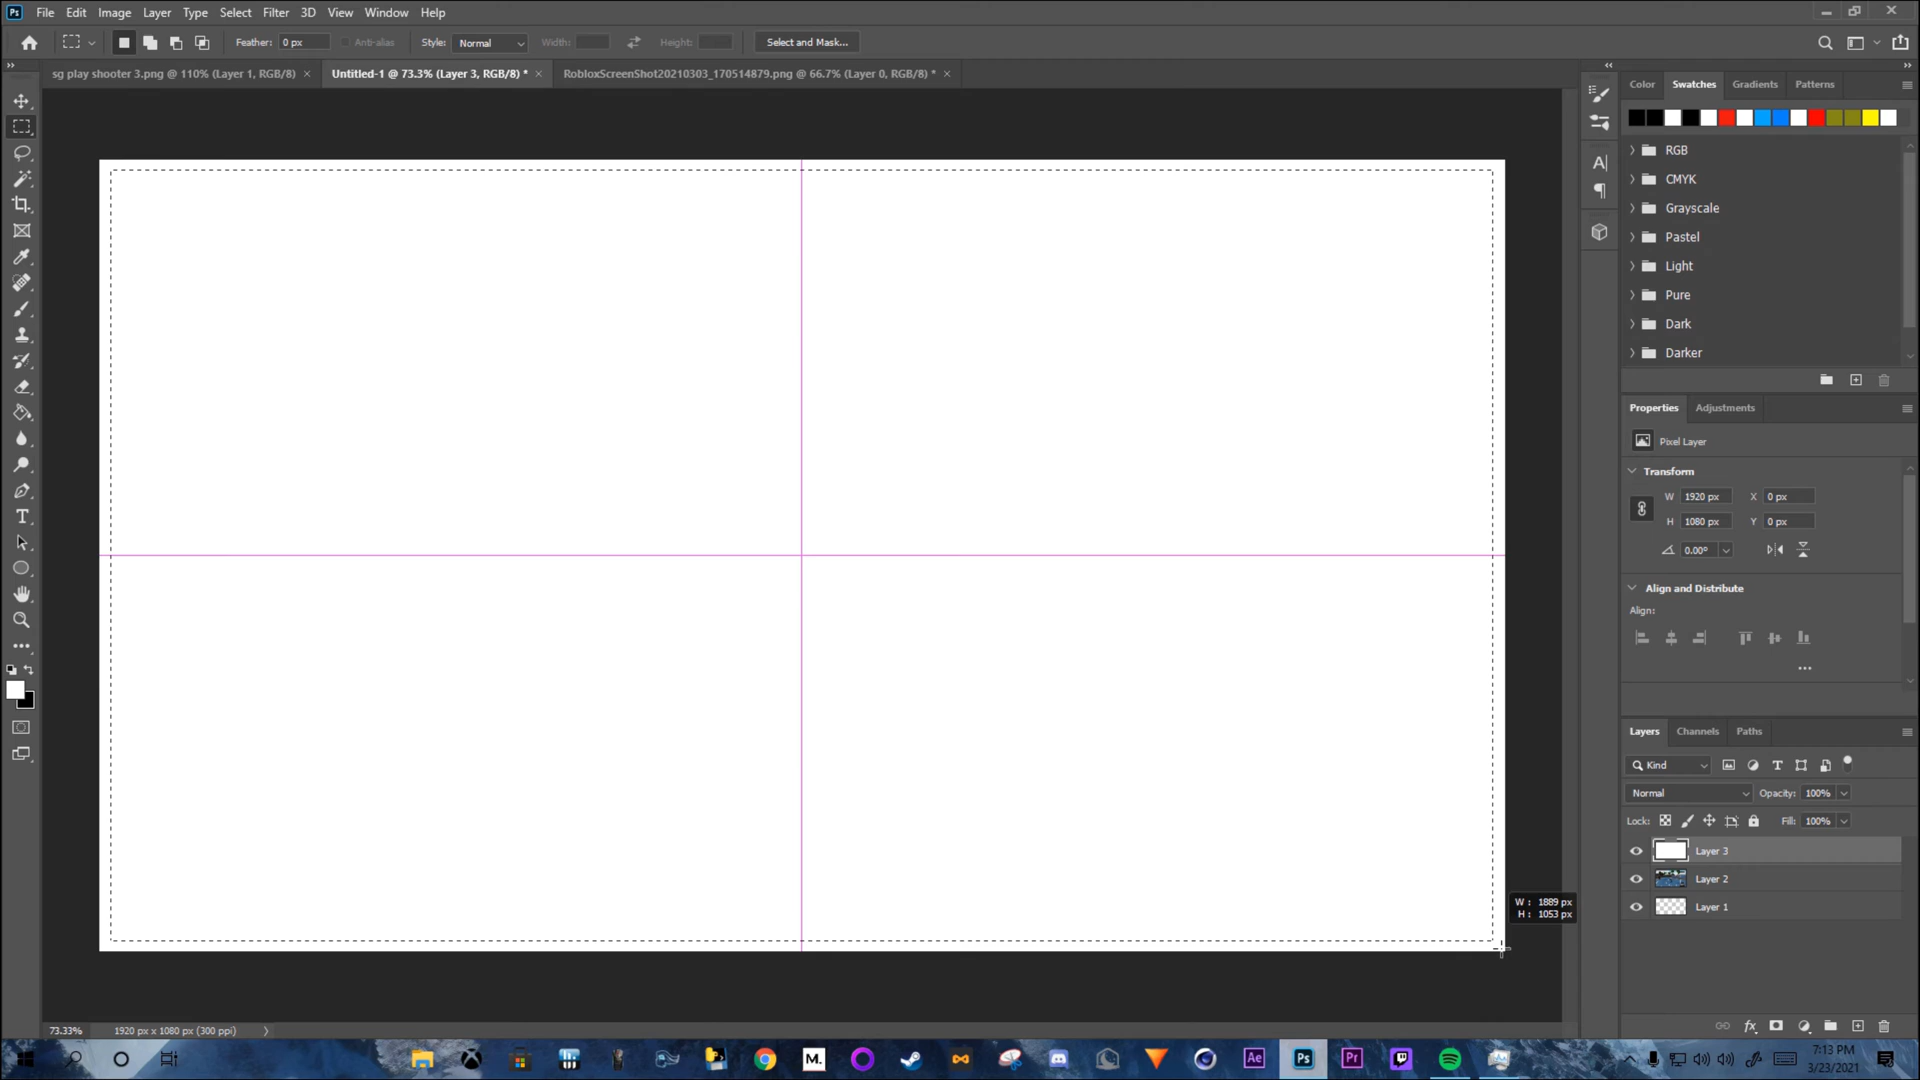 Ps File Edit Image Layer Type Select Filter 3D View Window Help
Feather: 0 px Anti-alias Style: Normal Width: Height: Select and Mask...
sg play shooter 3.png @ 110% (Layer 1, RGB/8) × Untitled-1 @ 73.3% (Layer 3, RGB/8) * × RobloxScreenShot20210303_170514879.png @ 66.7% (Layer 0, RGB/8) * ×
Color Swatches Gradients Patterns
RGB
CMYK
Grayscale
Pastel
Light
Pure
Dark
Darker
Properties Adjustments
Pixel Layer
Transform
W 1920 px X 0 px
H 1080 px Y 0 px
0.00°
Align and Distribute
Align:
Layers Channels Paths
Kind
Normal Opacity: 100%
Lock: Fill: 100%
Layer 3
Layer 2
Layer 1
W : 1889 px
H : 1053 px
73.33% 1920 px x 1080 px (300 ppi)
M. Ae Ps Pr
7:13 PM
3/23/2021